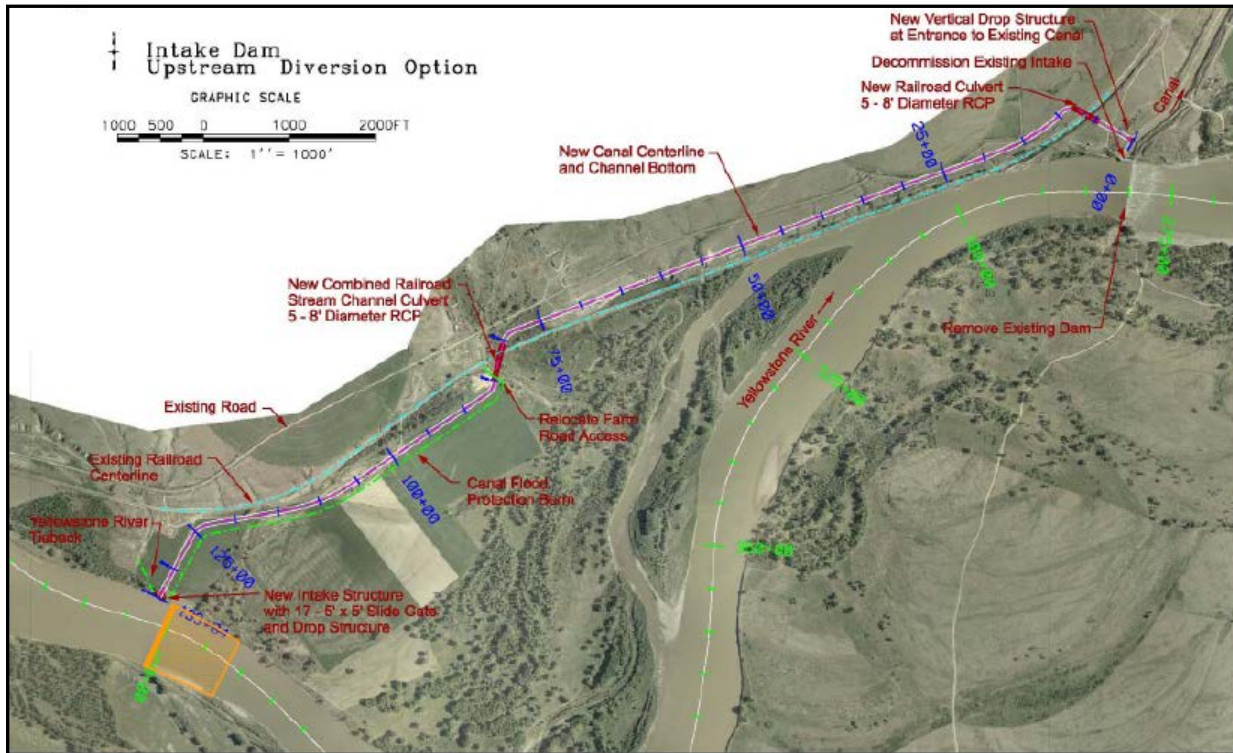 Intake Dam
Upstream Diversion Option
GRAPHIC SCALE
1000 500 0 1000 2000FT
SCALE: 1''= 1000'
New Vertical Drop Structure
at Entrance to Existing Canal
Decommission Existing Intake
New Railroad Culvert
5 - 8' Diameter RCP
Canal
25+00
New Canal Centerline
and Channel Bottom
0+00
50+00
Remove Existing Dam
New Combined Railroad
Stream Channel Culvert
5 - 8' Diameter RCP
75+00
Yellowstone River
Existing Road
Relocate Farm
Road Access
Existing Railroad
Centerline
100+00
Canal Flood
Protection Berm
Yellowstone River
Tieback
125+00
New Intake Structure
with 17 - 5' x 5' Slide Gate
and Drop Structure